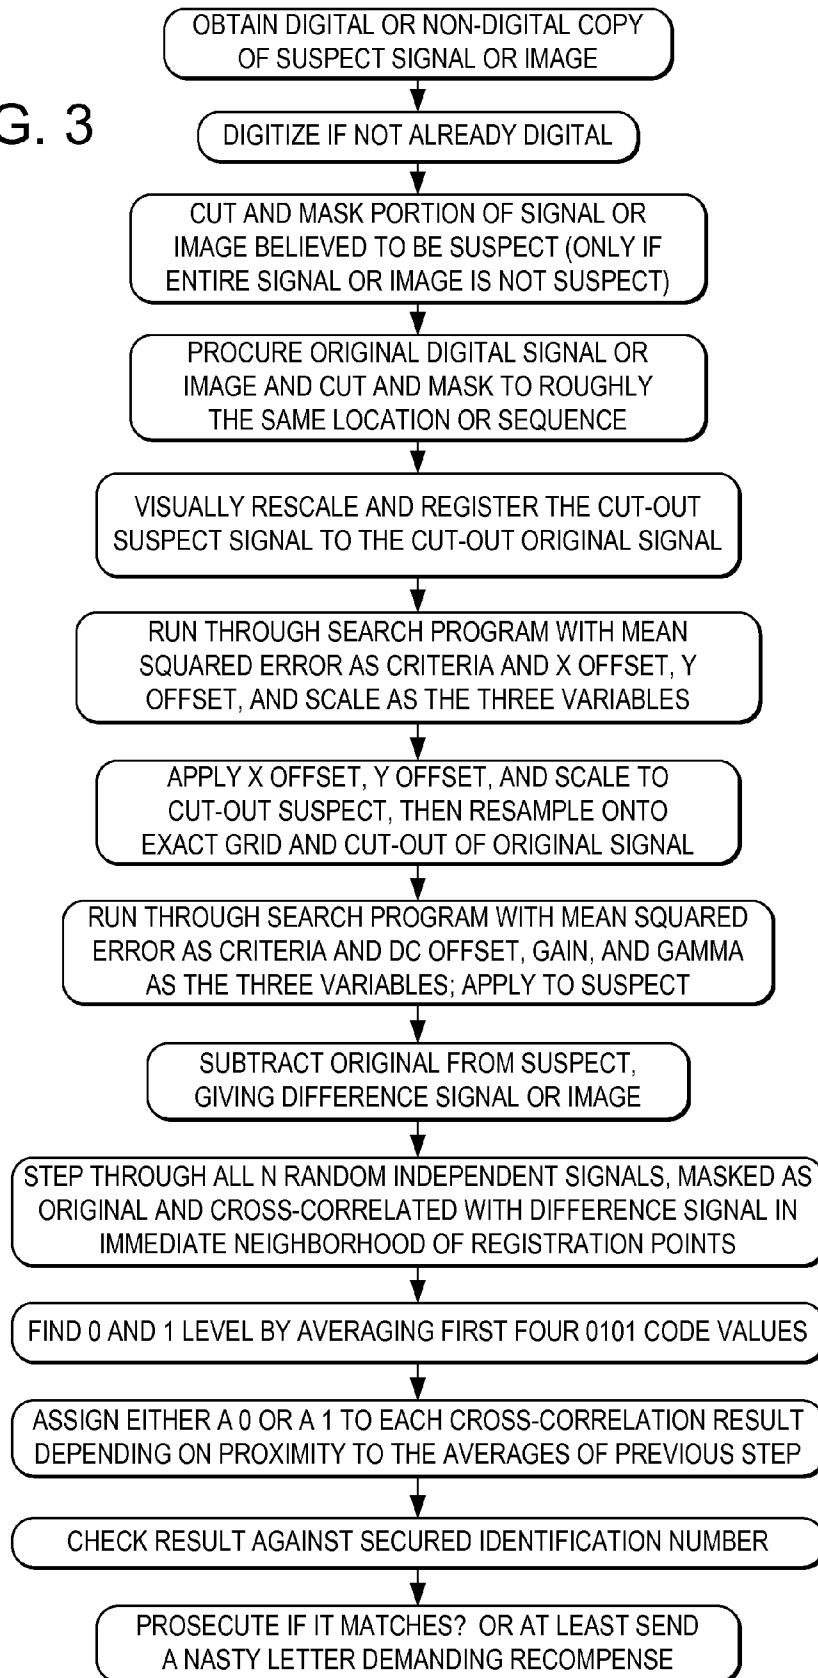 OBTAIN DIGITAL OR NON-DIGITAL COPY
OF SUSPECT SIGNAL OR IMAGE
G. 3
DIGITIZE IF NOT ALREADY DIGITAL
CUT AND MASK PORTION OF SIGNAL OR
IMAGE BELIEVED TO BE SUSPECT (ONLY IF
ENTIRE SIGNAL OR IMAGE IS NOT SUSPECT)
PROCURE ORIGINAL DIGITAL SIGNAL OR
IMAGE AND CUT AND MASK TO ROUGHLY
THE SAME LOCATION OR SEQUENCE
VISUALLY RESCALE AND REGISTER THE CUT-OUT
SUSPECT SIGNAL TO THE CUT-OUT ORIGINAL SIGNAL
RUN THROUGH SEARCH PROGRAM WITH MEAN
SQUARED ERROR AS CRITERIA AND X OFFSET, Y
OFFSET, AND SCALE AS THE THREE VARIABLES
APPLY X OFFSET, Y OFFSET, AND SCALE TO
CUT-OUT SUSPECT, THEN RESAMPLE ONTO
EXACT GRID AND CUT-OUT OF ORIGINAL SIGNAL
RUN THROUGH SEARCH PROGRAM WITH MEAN SQUARED
ERROR AS CRITERIA AND DC OFFSET, GAIN, AND GAMMA
AS THE THREE VARIABLES; APPLY TO SUSPECT
SUBTRACT ORIGINAL FROM SUSPECT,
GIVING DIFFERENCE SIGNAL OR IMAGE
STEP THROUGH ALL N RANDOM INDEPENDENT SIGNALS, MASKED AS
ORIGINAL AND CROSS-CORRELATED WITH DIFFERENCE SIGNAL IN
IMMEDIATE NEIGHBORHOOD OF REGISTRATION POINTS
FIND 0 AND 1 LEVEL BY AVERAGING FIRST FOUR 0101 CODE VALUES
ASSIGN EITHER A 0 OR A 1 TO EACH CROSS-CORRELATION RESULT
DEPENDING ON PROXIMITY TO THE AVERAGES OF PREVIOUS STEP
CHECK RESULT AGAINST SECURED IDENTIFICATION NUMBER
PROSECUTE IF IT MATCHES? OR AT LEAST SEND
A NASTY LETTER DEMANDING RECOMPENSE